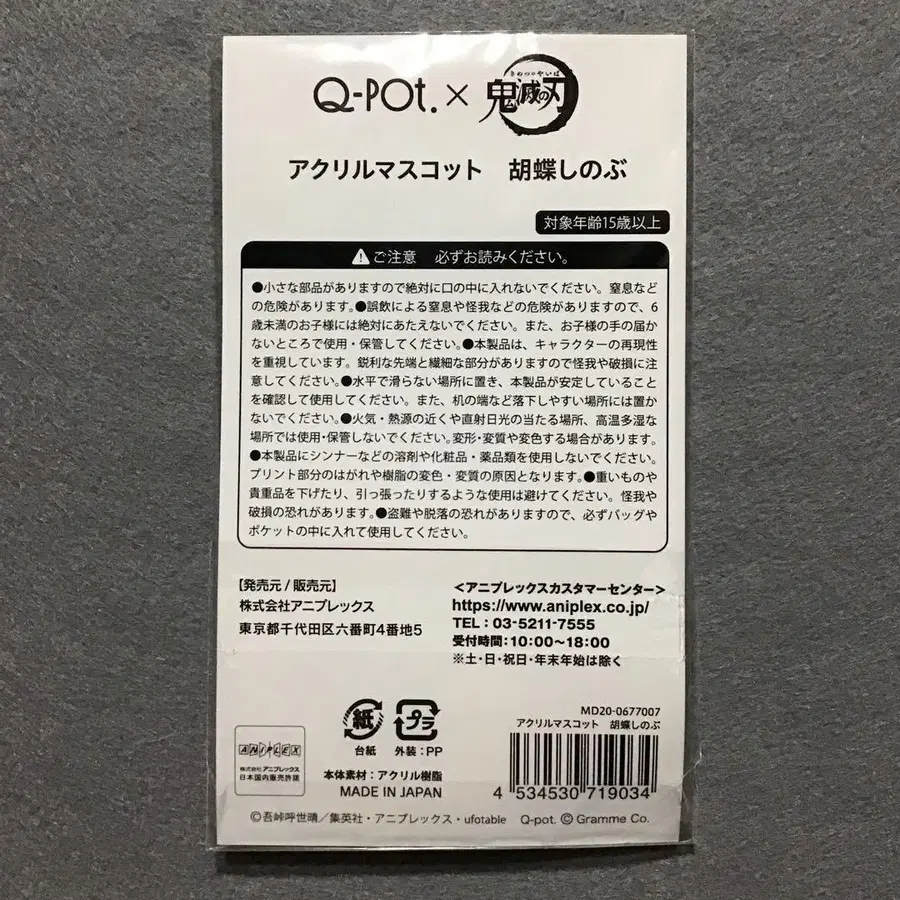 Q-POt. × 鬼滅の刃
きめつのやいば
アクリルマスコット 胡蝶しのぶ
対象年齢15歳以上
ご注意 必ずお読みください。
●小さな部品がありますので絶対に口の中に入れないでください。窒息など
の危険があります。●誤飲による窒息や怪我などの危険がありますので、6
歳未満のお子様には絶対にあたえないでください。また、お子様の手の届か
ないところで使用・保管してください。●本製品は、キャラクターの再現性
を重視しています。鋭利な先端と繊細な部分がありますので怪我や破損に注
意してください。●水平で滑らない場所に置き、本製品が安定していること
を確認して使用してください。また、机の端など落下しやすい場所には置か
ないでください。●火気・熱源の近くや直射日光の当たる場所、高温多湿な
場所では使用・保管しないでください。変形・変質や変色する場合があります。
●本製品にシンナーなどの溶剤や化粧品・薬品類を使用しないでください。
プリント部分のはがれや樹脂の変色・変質の原因となります。●重いものや
貴重品を下げたり、引っ張ったりするような使用は避けてください。怪我や
破損の恐れがあります。●盗難や脱落の恐れがありますので、必ずバッグや
ポケットの中に入れて使用してください。
【発売元 / 販売元】
株式会社アニプレックス
東京都千代田区六番町4番地5
＜アニプレックスカスタマーセンター＞
https://www.aniplex.co.jp/
TEL：03-5211-7555
受付時間：10:00〜18:00
※土・日・祝日・年末年始は除く
ANIPLEX
株式会社アニプレックス
日本国内販売許諾
紙
台紙
プラ
外装：PP
本体素材：アクリル樹脂
MADE IN JAPAN
MD20-0677007
アクリルマスコット 胡蝶しのぶ
4 534530 719034
©吾峠呼世晴／集英社・アニプレックス・ufotable Q-pot. © Gramme Co.